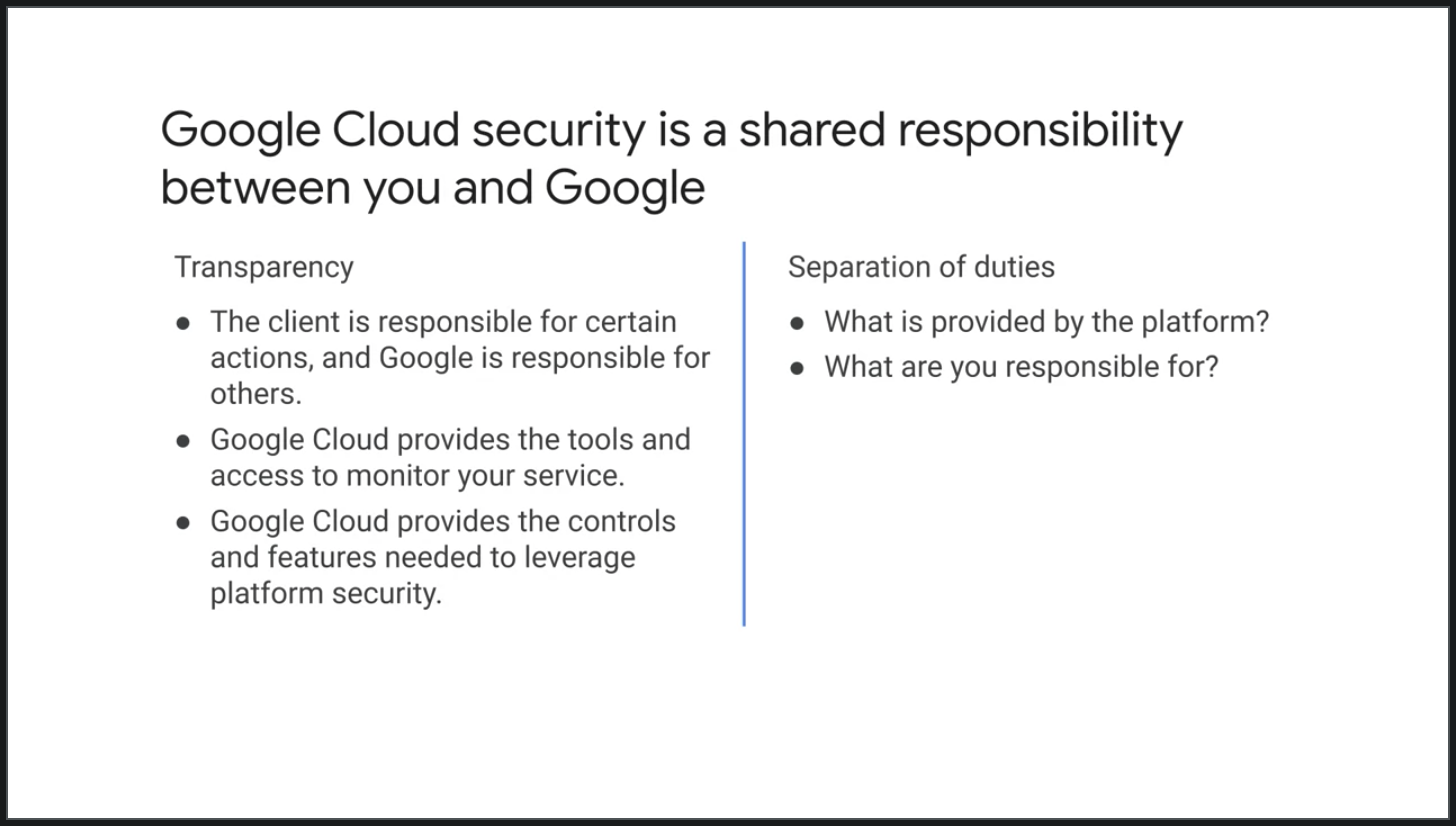 Google Cloud security is a shared responsibility
between you and Google
Transparency
● The client is responsible for certain
actions, and Google is responsible for
others.
● Google Cloud provides the tools and
access to monitor your service.
● Google Cloud provides the controls
and features needed to leverage
platform security.
Separation of duties
● What is provided by the platform?
● What are you responsible for?